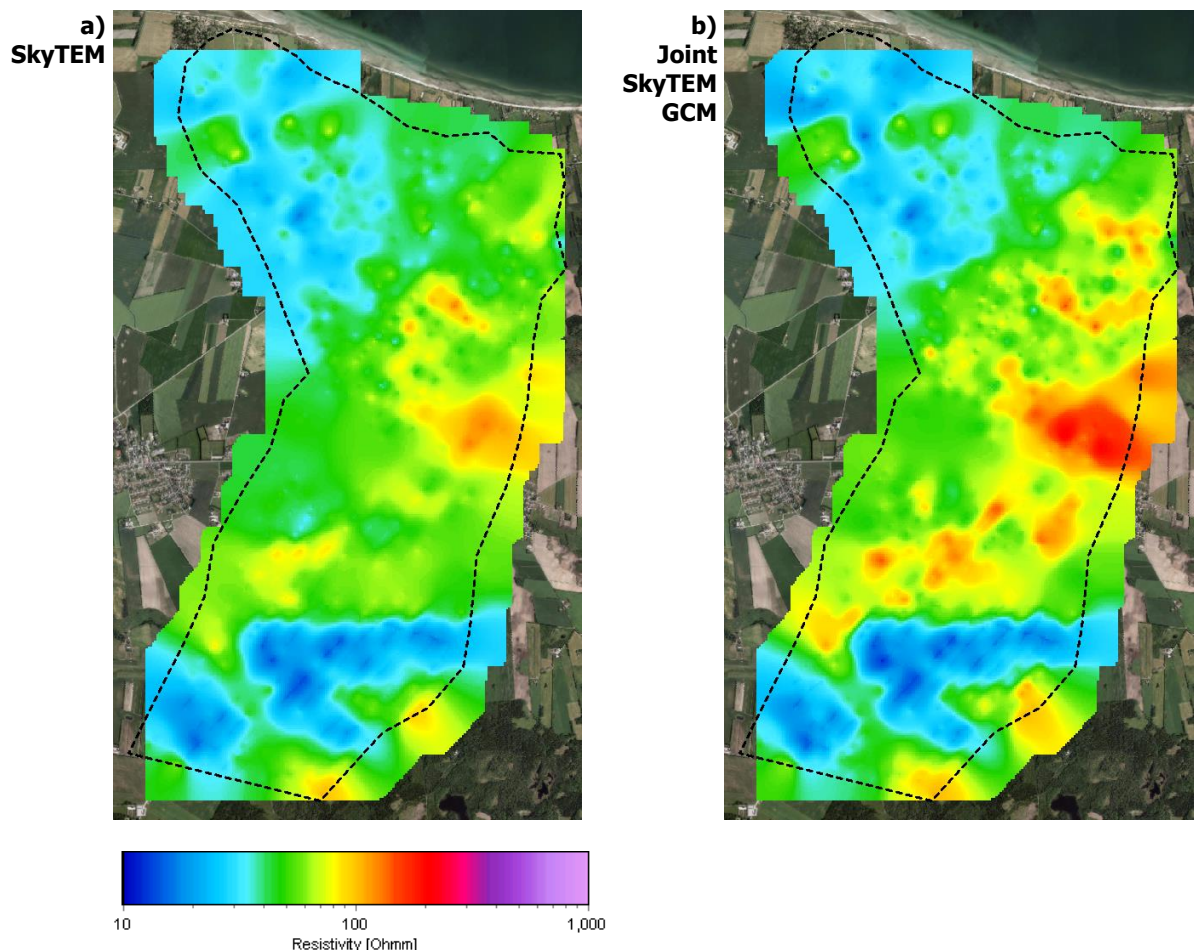 a)
SkyTEM
b)
Joint
SkyTEM
GCM
10 100 1,000
Resistivity [Ohmm]